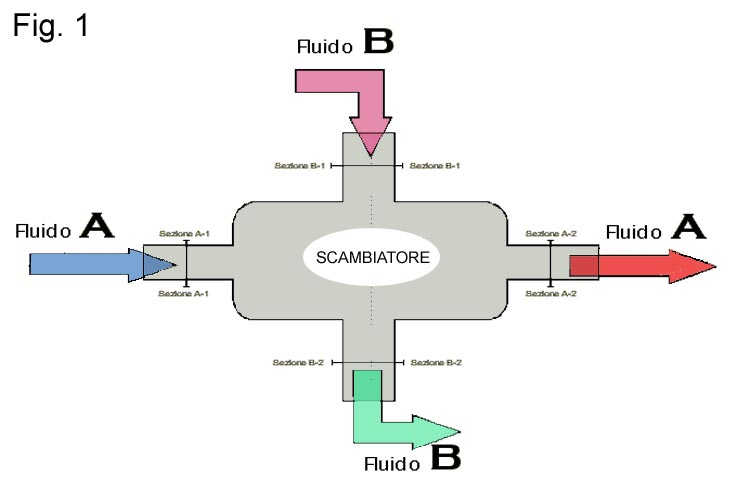 Fig. 1
Fluido B
Sezione B-1 Sezione B-1
Fluido A
Sezione A-1
Sezione A-2
Fluido A
SCAMBIATORE
Sezione A-1
Sezione A-2
Sezione B-2 Sezione B-2
Fluido B